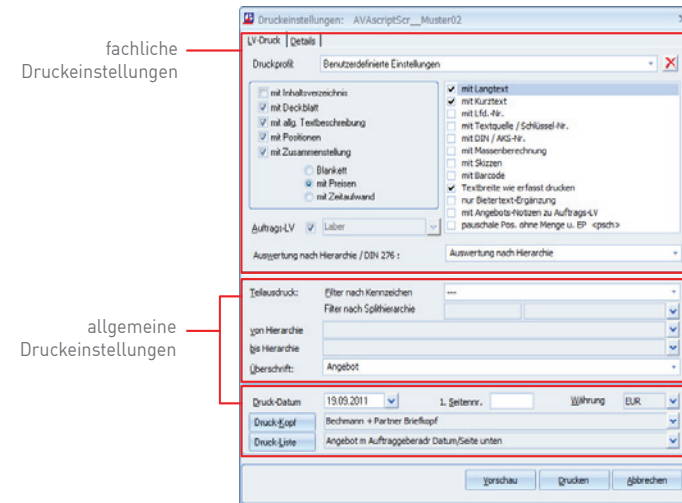 Druckeinstellungen: AVAscriptScr__Muster02
LV-Druck Details
fachliche
Druckeinstellungen
Druckprofil: Benutzerdefinierte Einstellungen
mit Inhaltsverzeichnis
mit Deckblatt
mit allg. Textbeschreibung
mit Positionen
mit Zusammenstellung
Blankett
mit Preisen
mit Zeitaufwand
mit Langtext
mit Kurztext
mit Lfd.-Nr.
mit Textquelle / Schlüssel-Nr.
mit DIN / AKS-Nr.
mit Massenberechnung
mit Skizzen
mit Barcode
Textbreite wie erfasst drucken
nur Bietertext-Ergänzung
mit Angebots-Notizen zu Auftrags-LV
pauschale Pos. ohne Menge u. EP <psch>
Auftrags-LV Laber
Auswertung nach Hierarchie / DIN 276 : Auswertung nach Hierarchie
allgemeine
Druckeinstellungen
Teilausdruck: Filter nach Kennzeichen ---
Filter nach Splithierarchie
von Hierarchie
bis Hierarchie
Überschrift: Angebot
Druck-Datum 19.09.2011 1. Seitennr. Währung EUR
Druck-Kopf Bechmann + Partner Briefkopf
Druck-Liste Angebot m Auftraggeberadr Datum/Seite unten
Vorschau Drucken Abbrechen